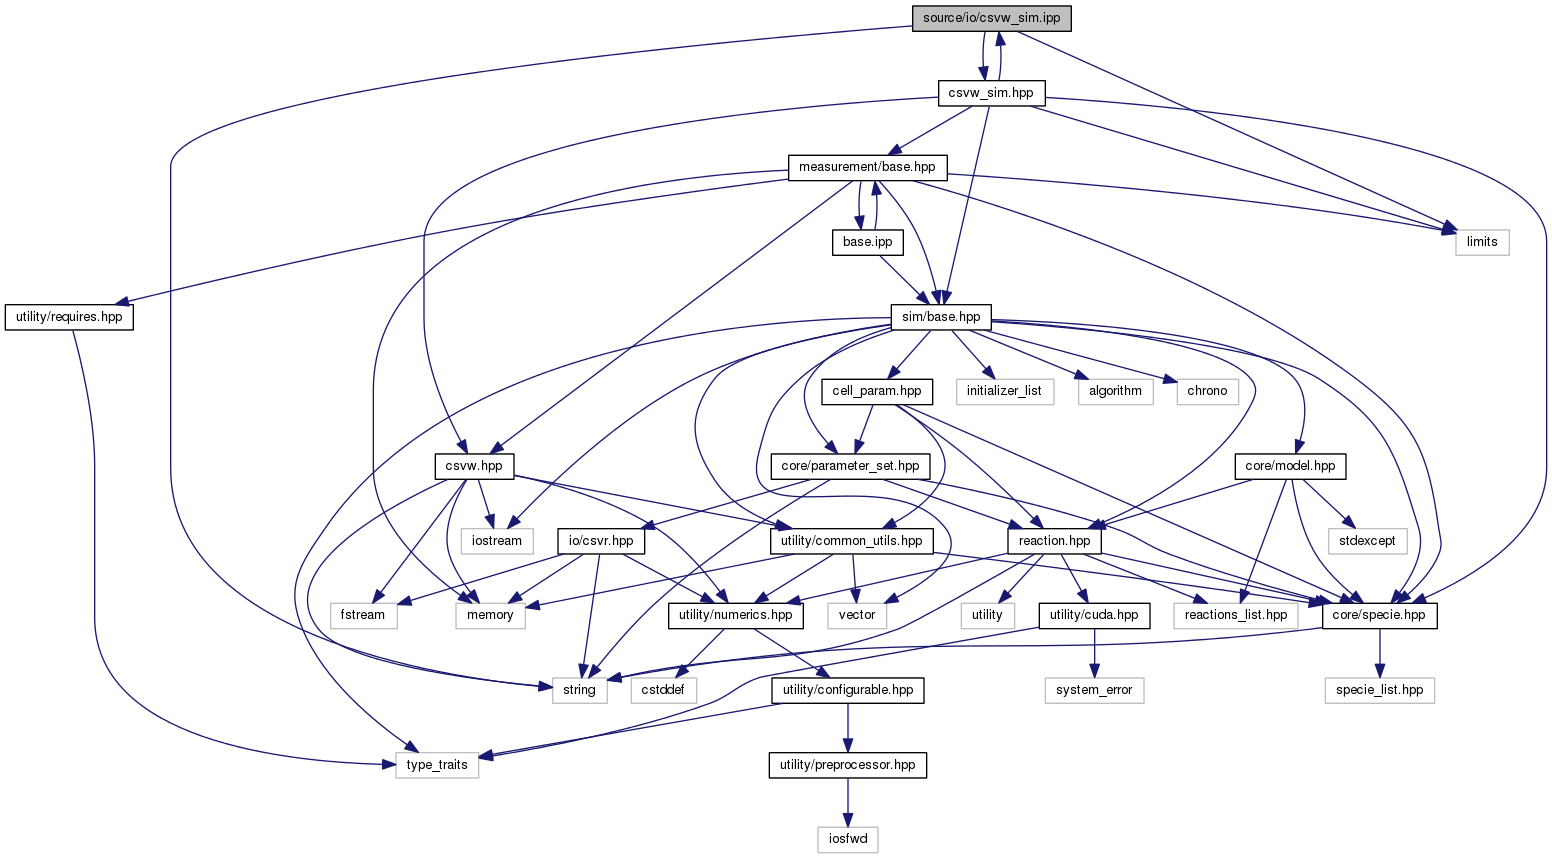 source/io/csvw_sim.ipp
csvw_sim.hpp
measurement/base.hpp
base.ipp
limits
utility/requires.hpp
sim/base.hpp
cell_param.hpp
initializer_list
algorithm
chrono
csvw.hpp
core/parameter_set.hpp
core/model.hpp
iostream
io/csvr.hpp
utility/common_utils.hpp
reaction.hpp
stdexcept
fstream
memory
utility/numerics.hpp
vector
utility
utility/cuda.hpp
reactions_list.hpp
core/specie.hpp
string
cstddef
utility/configurable.hpp
system_error
specie_list.hpp
type_traits
utility/preprocessor.hpp
iosfwd